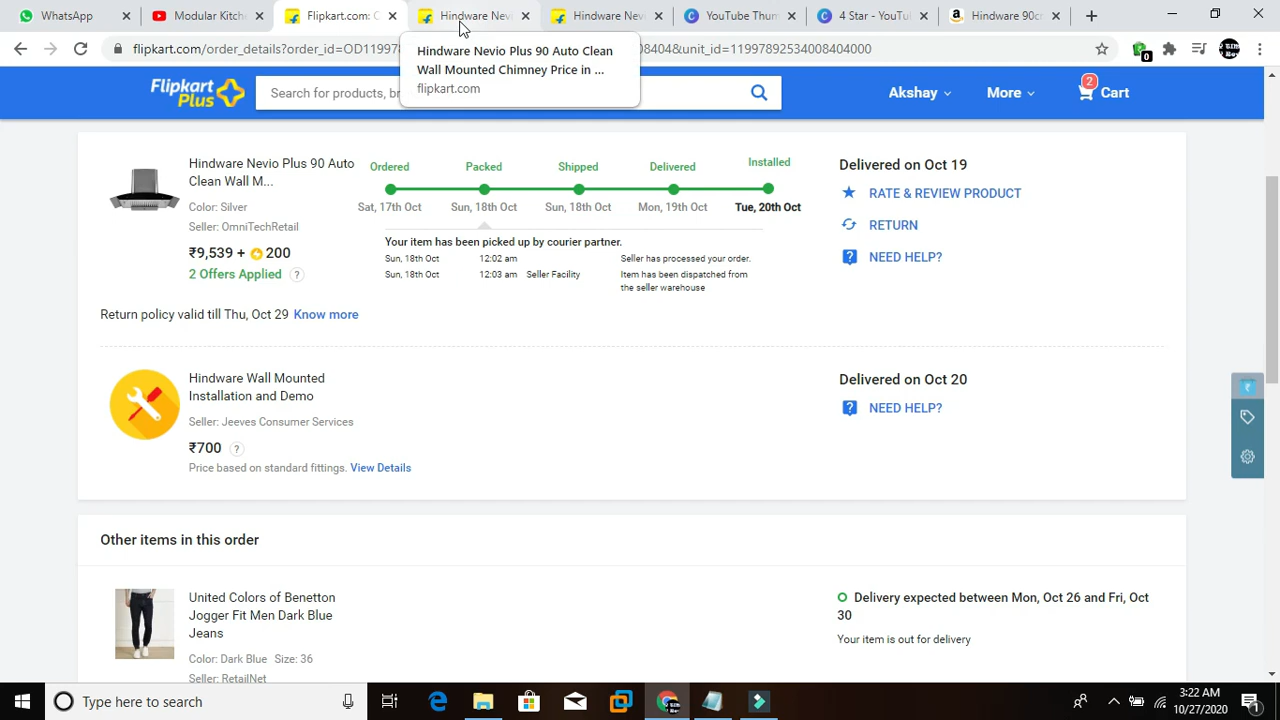 WhatsApp
Modular Kitche
Flipkart.com: C
Hindware Nevi
Hindware Nevi
YouTube Thum
4 Star - YouTu
Hindware 90cr
flipkart.com/order_details?order_id=OD11997
8404&unit_id=11997892534008404000
0
Hindware Nevio Plus 90 Auto Clean
Wall Mounted Chimney Price in ...
flipkart.com
Flipkart
Plus
Search for products, br
Akshay
More
2
Cart
Hindware Nevio Plus 90 Auto
Clean Wall M...
Color: Silver
Seller: OmniTechRetail
₹9,539 + 200
2 Offers Applied ?
Ordered
Packed
Shipped
Delivered
Installed
Sat, 17th Oct
Sun, 18th Oct
Sun, 18th Oct
Mon, 19th Oct
Tue, 20th Oct
Your item has been picked up by courier partner.
Sun, 18th Oct 12:02 am Seller has processed your order.
Sun, 18th Oct 12:03 am Seller Facility Item has been dispatched from
the seller warehouse
Delivered on Oct 19
RATE & REVIEW PRODUCT
RETURN
NEED HELP?
Return policy valid till Thu, Oct 29 Know more
Hindware Wall Mounted
Installation and Demo
Seller: Jeeves Consumer Services
₹700 ?
Price based on standard fittings. View Details
Delivered on Oct 20
NEED HELP?
Other items in this order
United Colors of Benetton
Jogger Fit Men Dark Blue
Jeans
Color: Dark Blue Size: 36
Seller: RetailNet
Delivery expected between Mon, Oct 26 and Fri, Oct
30
Your item is out for delivery
Type here to search
3:22 AM
10/27/2020
1